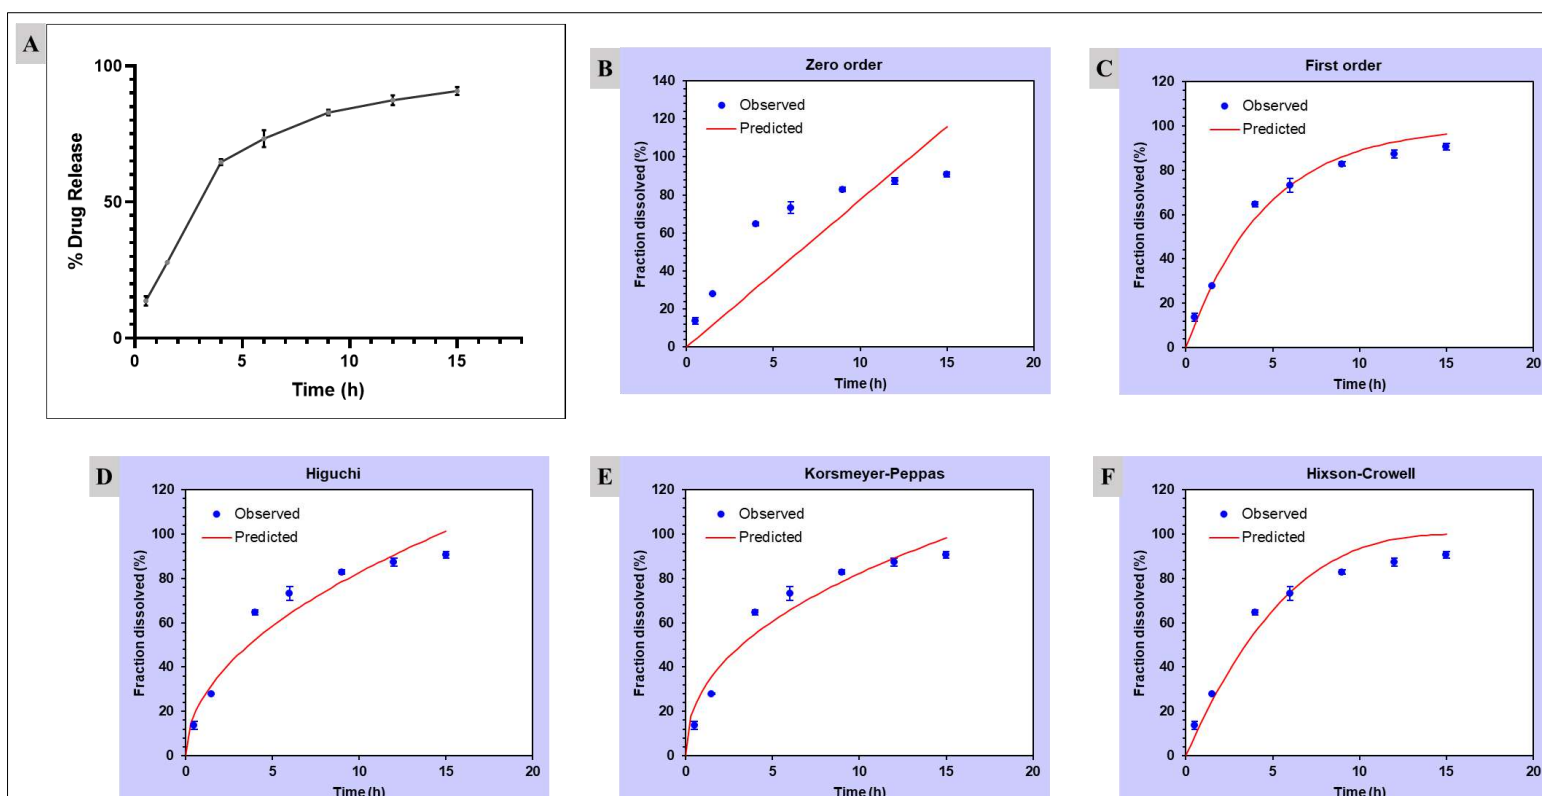 A
% Drug Release
100
50
0
0 5 10 15
Time (h)
B
Zero order
Observed
Predicted
Fraction dissolved (%)
140
120
100
80
60
40
20
0
0 5 10 15 20
Time (h)
C
First order
Observed
Predicted
Fraction dissolved (%)
120
100
80
60
40
20
0
0 5 10 15 20
Time (h)
D
Higuchi
Observed
Predicted
Fraction dissolved (%)
120
100
80
60
40
20
0
0 5 10 15 20
Time (h)
E
Korsmeyer-Peppas
Observed
Predicted
Fraction dissolved (%)
120
100
80
60
40
20
0
0 5 10 15 20
Time (h)
F
Hixson-Crowell
Observed
Predicted
Fraction dissolved (%)
120
100
80
60
40
20
0
0 5 10 15 20
Time (h)